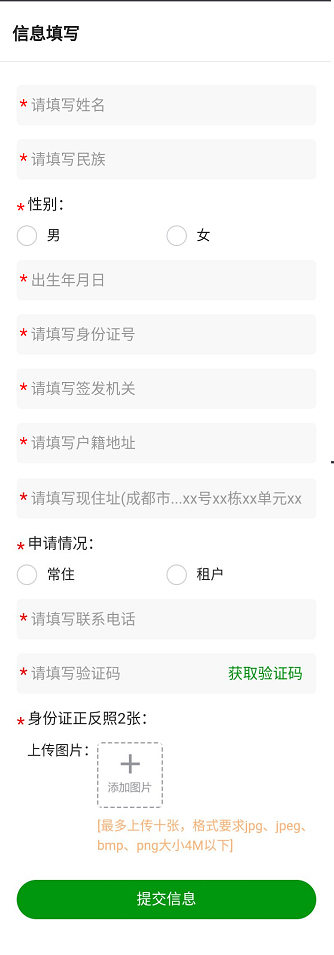 信息填写
* 请填写姓名
* 请填写民族
* 性别：
男 女
* 出生年月日
* 请填写身份证号
* 请填写签发机关
* 请填写户籍地址
* 请填写现住址(成都市...xx号xx栋xx单元xx
* 申请情况：
常住 租户
* 请填写联系电话
* 请填写验证码 获取验证码
* 身份证正反照2张：
上传图片：
添加图片
[最多上传十张，格式要求jpg、jpeg、
bmp、png大小4M以下]
提交信息